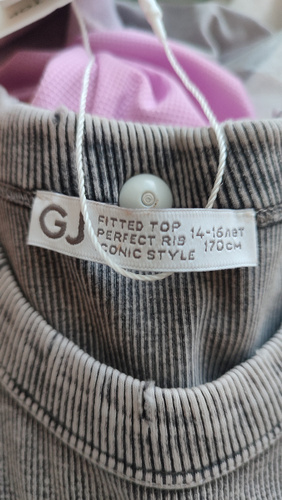 GJ
FITTED TOP
PERFECT RIB
ICONIC STYLE
14-16лет
170см